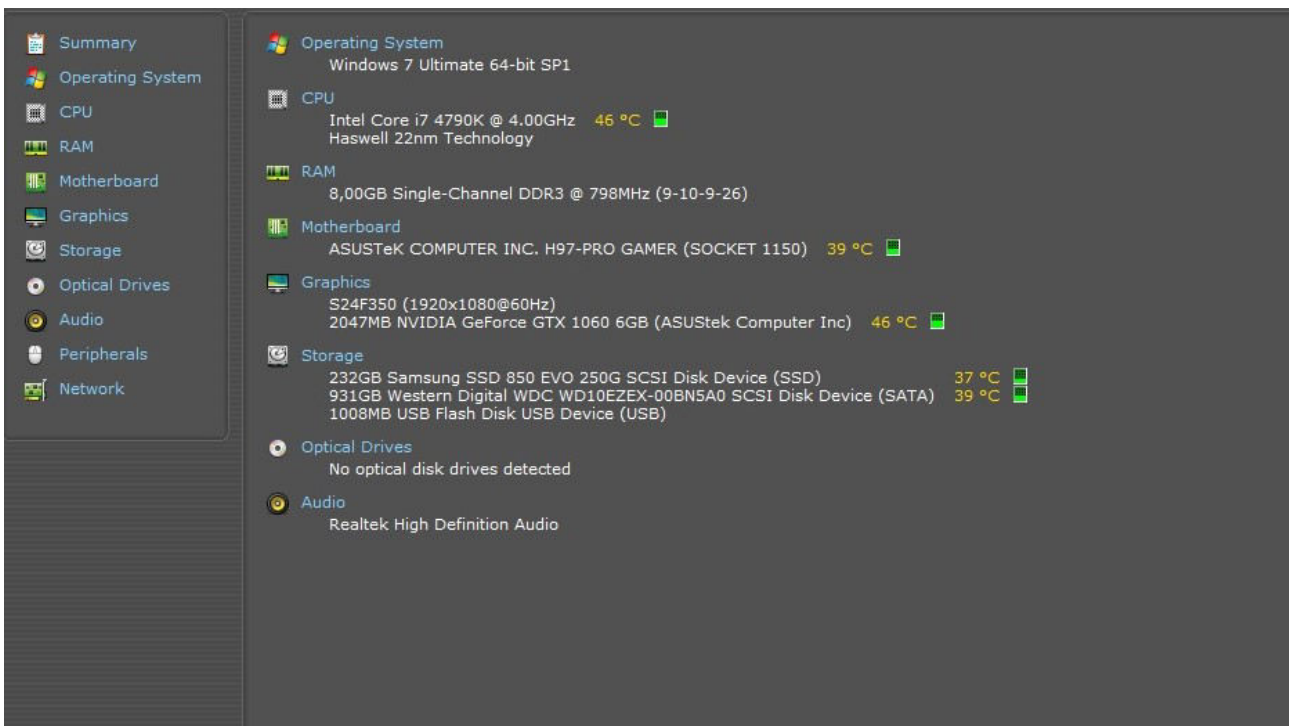 Summary
Operating System
CPU
RAM
Motherboard
Graphics
Storage
Optical Drives
Audio
Peripherals
Network
Operating System
Windows 7 Ultimate 64-bit SP1
CPU
Intel Core i7 4790K @ 4.00GHz 46 °C
Haswell 22nm Technology
RAM
8,00GB Single-Channel DDR3 @ 798MHz (9-10-9-26)
Motherboard
ASUSTeK COMPUTER INC. H97-PRO GAMER (SOCKET 1150) 39 °C
Graphics
S24F350 (1920x1080@60Hz)
2047MB NVIDIA GeForce GTX 1060 6GB (ASUStek Computer Inc) 46 °C
Storage
232GB Samsung SSD 850 EVO 250G SCSI Disk Device (SSD) 37 °C
931GB Western Digital WDC WD10EZEX-00BN5A0 SCSI Disk Device (SATA) 39 °C
1008MB USB Flash Disk USB Device (USB)
Optical Drives
No optical disk drives detected
Audio
Realtek High Definition Audio